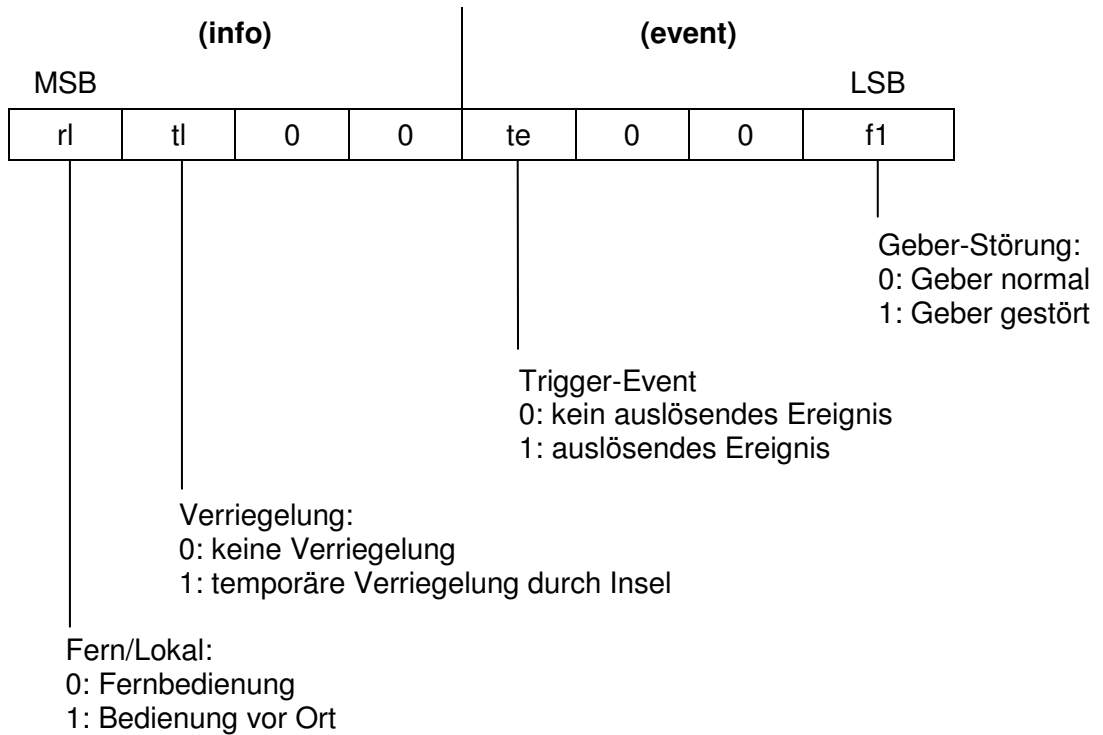 (info) (event)
MSB LSB
rl tl 0 0 te 0 0 f1
Geber-Störung:
0: Geber normal
1: Geber gestört
Trigger-Event
0: kein auslösendes Ereignis
1: auslösendes Ereignis
Verriegelung:
0: keine Verriegelung
1: temporäre Verriegelung durch Insel
Fern/Lokal:
0: Fernbedienung
1: Bedienung vor Ort